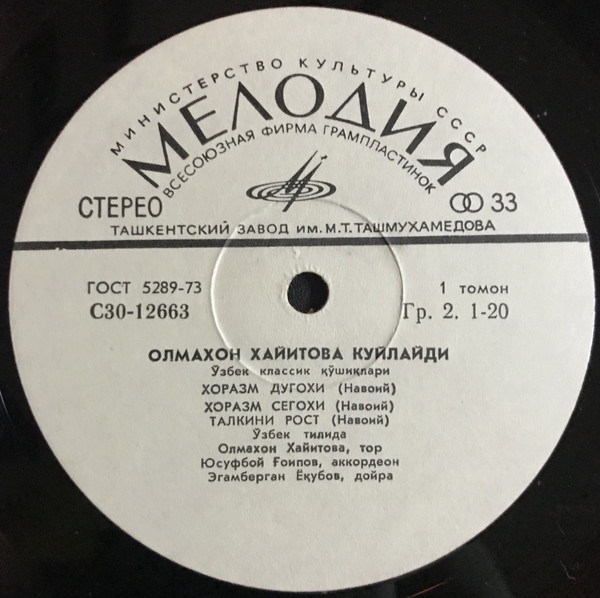 МИНИСТЕРСТВО КУЛЬТУРЫ СССР
МЕЛОДИЯ
ВСЕСОЮЗНАЯ ФИРМА ГРАМПЛАСТИНОК
СТЕРЕО
33
ТАШКЕНТСКИЙ ЗАВОД ИМ. М. Т. ТАШМУХАМЕДОВА
ГОСТ 5289-73
1 томон
С30-12663
Гр. 2. 1-20
ОЛМАХОН ХАЙИТОВА КУЙЛАЙДИ
Ўзбек классик қўшиқлари
ХОРАЗМ ДУГОХИ (Навоий)
ХОРАЗМ СЕГОХИ (Навоий)
ТАЛКИНИ РОСТ (Навоий)
Ўзбек тилида
Олмахон Хайитова, тор
Юсуфбой Ғоипов, аккордеон
Эгамберган Ёқубов, дойра